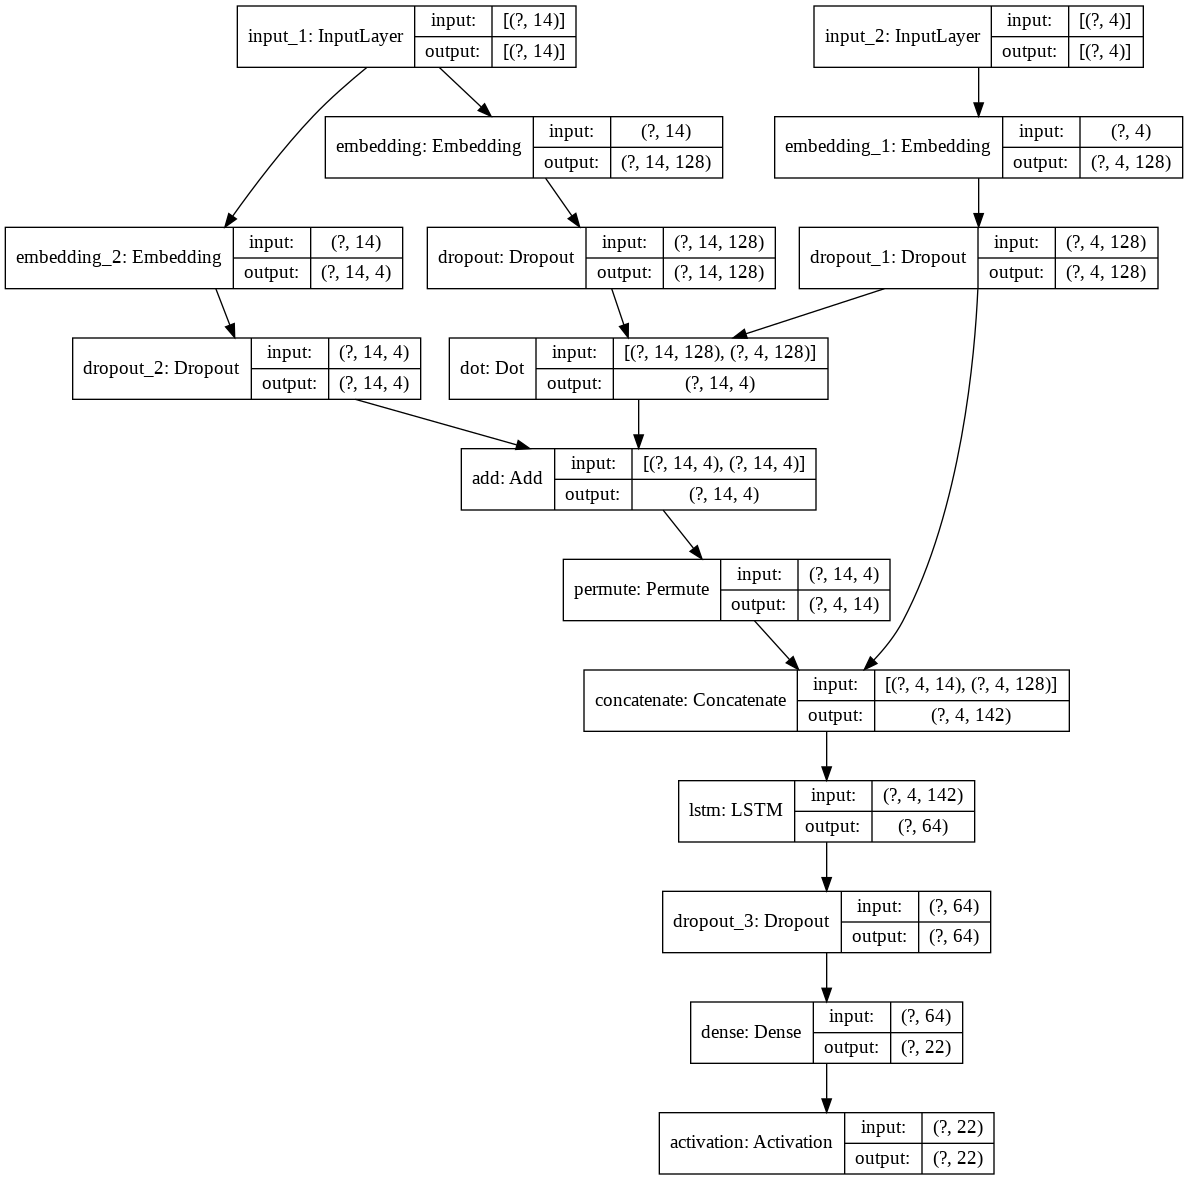 input_1: InputLayer
input:
[(?, 14)]
output:
[(?, 14)]
input_2: InputLayer
input:
[(?, 4)]
output:
[(?, 4)]
embedding: Embedding
input:
(?, 14)
output:
(?, 14, 128)
embedding_1: Embedding
input:
(?, 4)
output:
(?, 4, 128)
embedding_2: Embedding
input:
(?, 14)
output:
(?, 14, 4)
dropout: Dropout
input:
(?, 14, 128)
output:
(?, 14, 128)
dropout_1: Dropout
input:
(?, 4, 128)
output:
(?, 4, 128)
dropout_2: Dropout
input:
(?, 14, 4)
output:
(?, 14, 4)
dot: Dot
input:
[(?, 14, 128), (?, 4, 128)]
output:
(?, 14, 4)
add: Add
input:
[(?, 14, 4), (?, 14, 4)]
output:
(?, 14, 4)
permute: Permute
input:
(?, 14, 4)
output:
(?, 4, 14)
concatenate: Concatenate
input:
[(?, 4, 14), (?, 4, 128)]
output:
(?, 4, 142)
lstm: LSTM
input:
(?, 4, 142)
output:
(?, 64)
dropout_3: Dropout
input:
(?, 64)
output:
(?, 64)
dense: Dense
input:
(?, 64)
output:
(?, 22)
activation: Activation
input:
(?, 22)
output:
(?, 22)